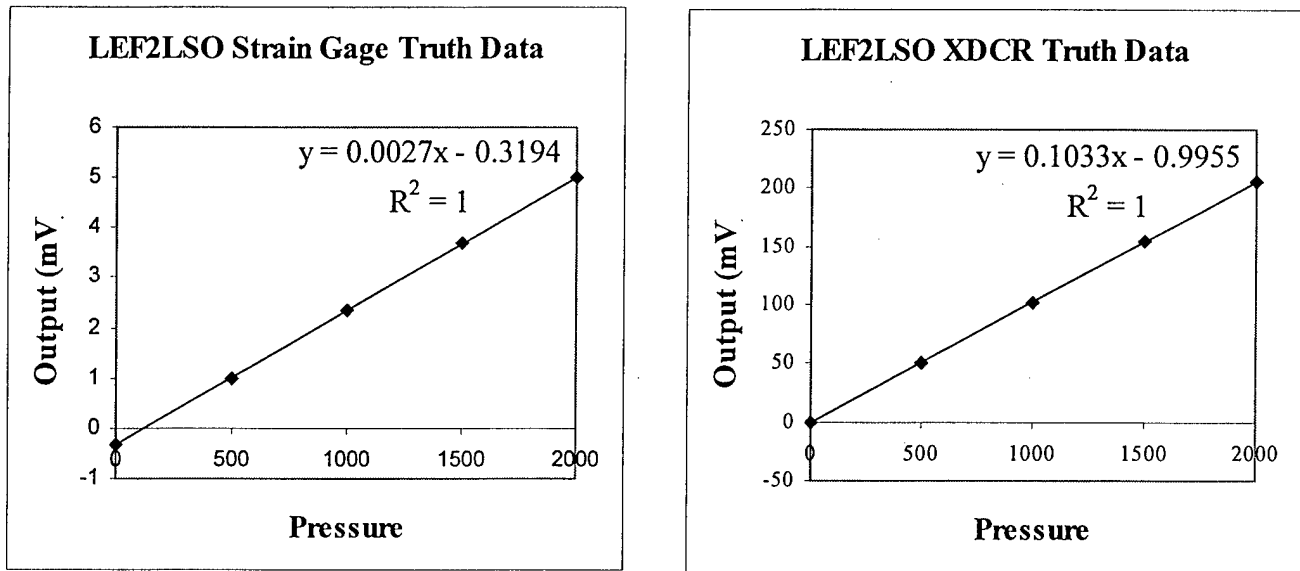 LEF2LSO Strain Gage Truth Data
6
5
4
3
2
1
0
-1
y = 0.0027x - 0.3194
R² = 1
0 500 1000 1500 2000
Output (mV
Pressure
LEF2LSO XDCR Truth Data
250
200
150
100
50
0
-50
y = 0.1033x - 0.9955
R² = 1
0 500 1000 1500 2000
Output (mV
Pressure